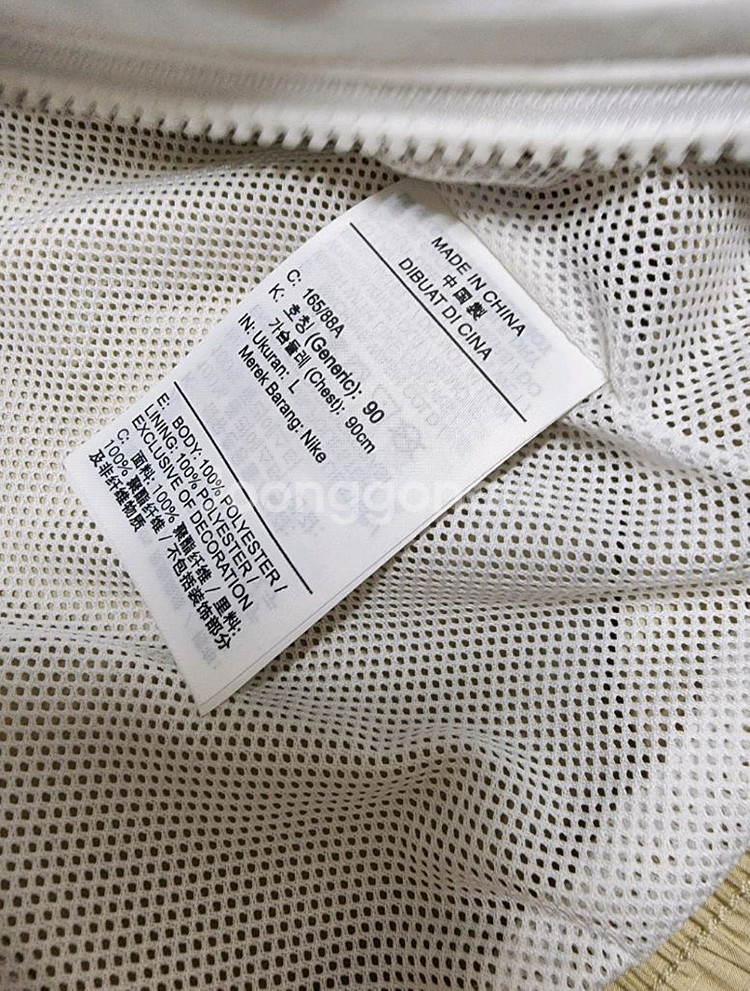 MADE IN CHINA
中国製
DIBUAT DI CINA
C: 165/88A
K: 호칭 (Generic): 90
가슴둘레 (Chest): 90cm
IN: Ukuran: L
Merek Barang: Nike
E: BODY: 100% POLYESTER/
LINING: 100% POLYESTER/
EXCLUSIVE OF DECORATION
C: 面料: 100% 聚酯纤维 / 里料:
100% 聚酯纤维 / 不包括装饰部分
及非纤维物质